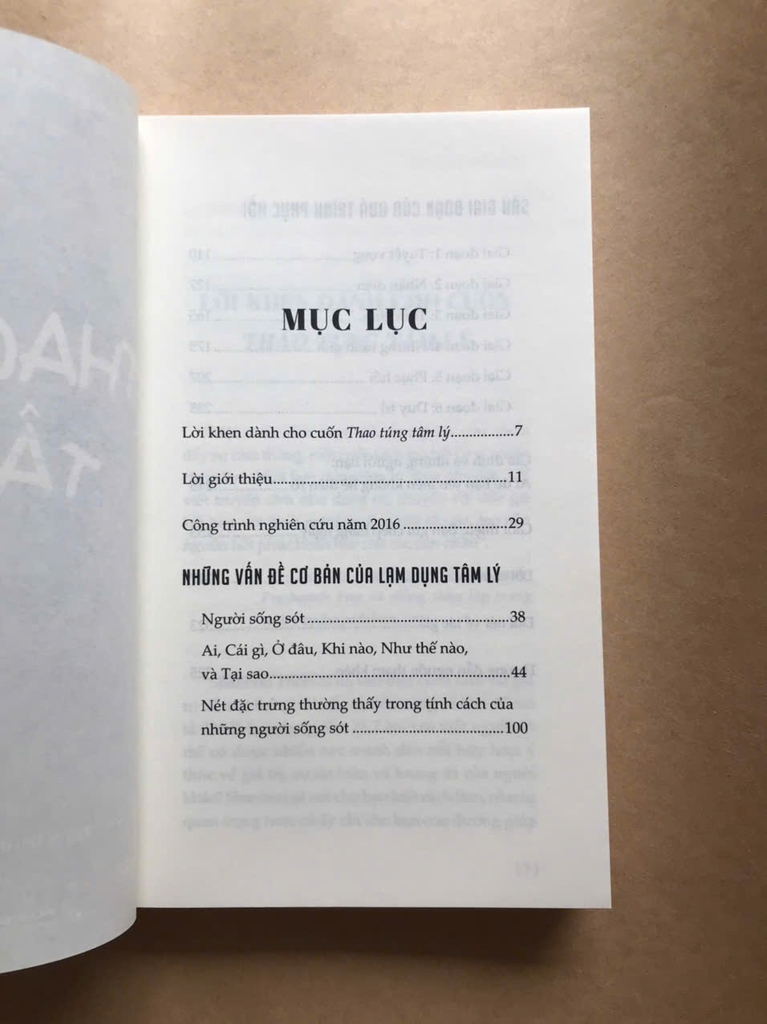 MỤC LỤC
Lời khen dành cho cuốn Thao túng tâm lý.................7
Lời giới thiệu...............................................................11
Công trình nghiên cứu năm 2016............................29
NHỮNG VẤN ĐỀ CƠ BẢN CỦA LẠM DỤNG TÂM LÝ
Người sống sót.......................................................38
Ai, Cái gì, Ở đâu, Khi nào, Như thế nào,
và Tại sao................................................................44
Nét đặc trưng thường thấy trong tính cách của
những người sống sót.........................................100